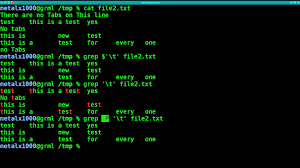 metalx1000@grml /tmp % cat file2.txt
There are no Tabs on This line
test    this is a test  yes
No tabs
this is         new     test
this is a test  for     every   one
no Tabs
metalx1000@grml /tmp % grep $'\t' file2.txt
test    this is a test  yes
this is         new     test
this is a test  for     every   one
metalx1000@grml /tmp % grep '\t' file2.txt
test    this is a test  yes
No tabs
this is         new     test
this is a test  for     every   one
metalx1000@grml /tmp % grep -P '\t' file2.txt
test    this is a test  yes
this is         new     test
this is a test  for     every   one
metalx1000@grml /tmp %